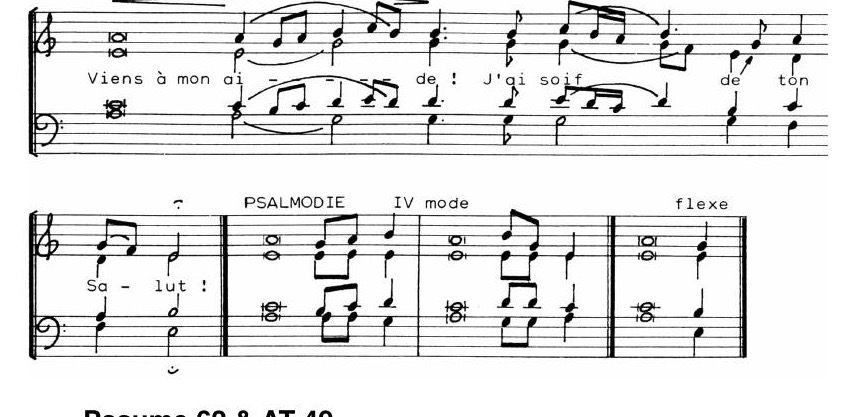 Viens à mon ai - - - - - de ! J'ai soif de ton
PSALMODIE IV mode flexe
Sa - lut !
Psaume 62 & AT 40